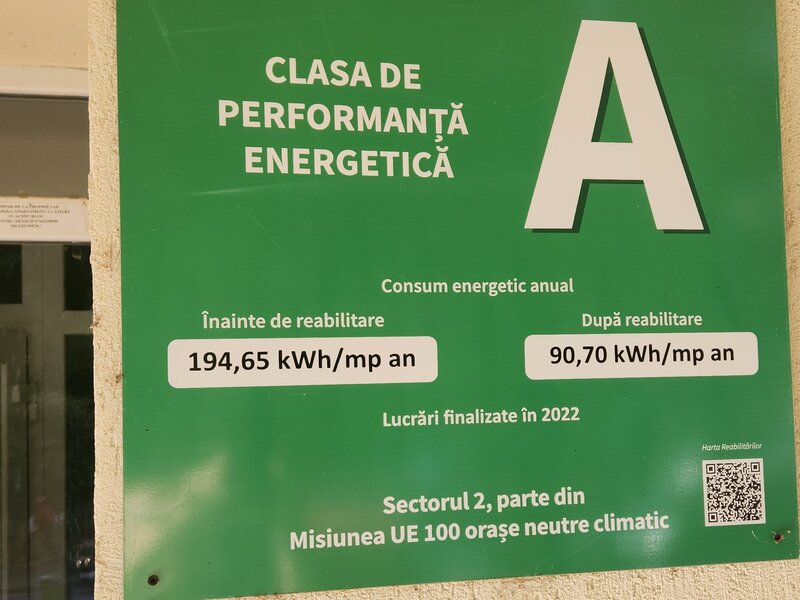 CLASA DE
PERFORMANȚĂ
ENERGETICĂ
A
Consum energetic anual
Înainte de reabilitare
După reabilitare
194,65 kWh/mp an
90,70 kWh/mp an
Lucrări finalizate în 2022
Harta Reabilitărilor
Sectorul 2, parte din
Misiunea UE 100 orașe neutre climatic